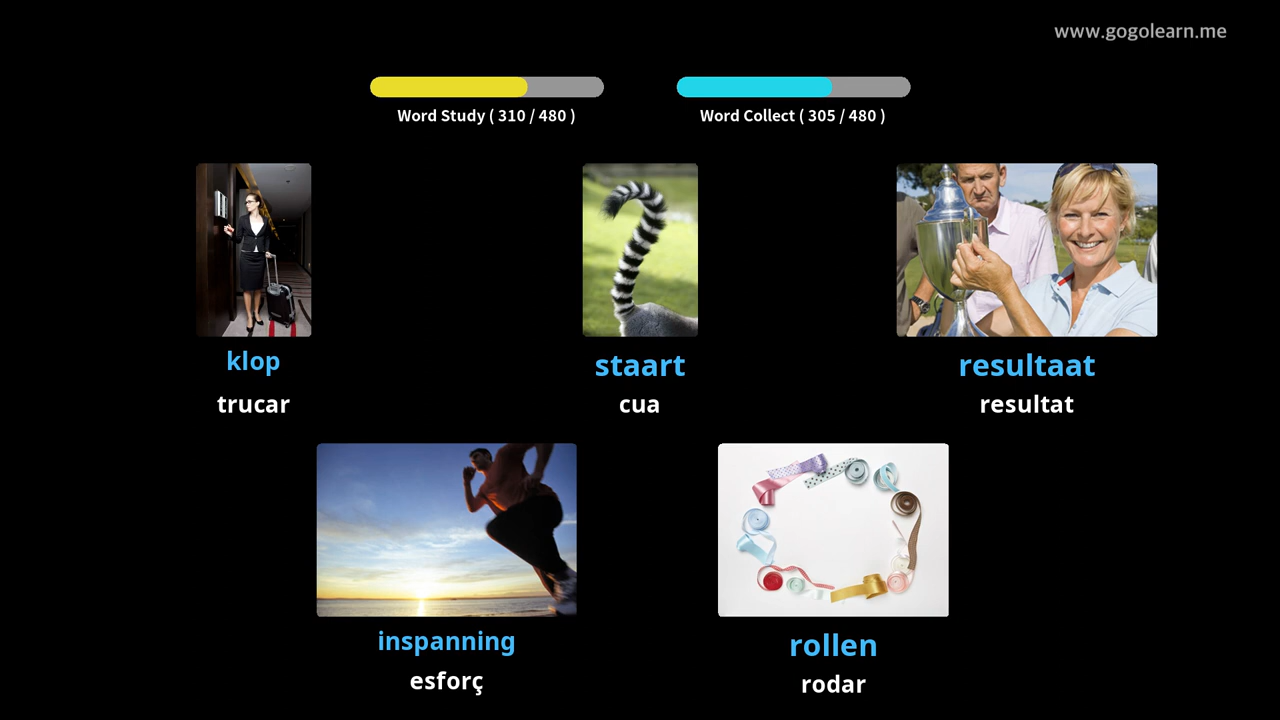 www.gogolearn.me
Word Study ( 310 / 480 )
Word Collect ( 305 / 480 )
klop
trucar
staart
cua
resultaat
resultat
inspanning
esforç
rollen
rodar